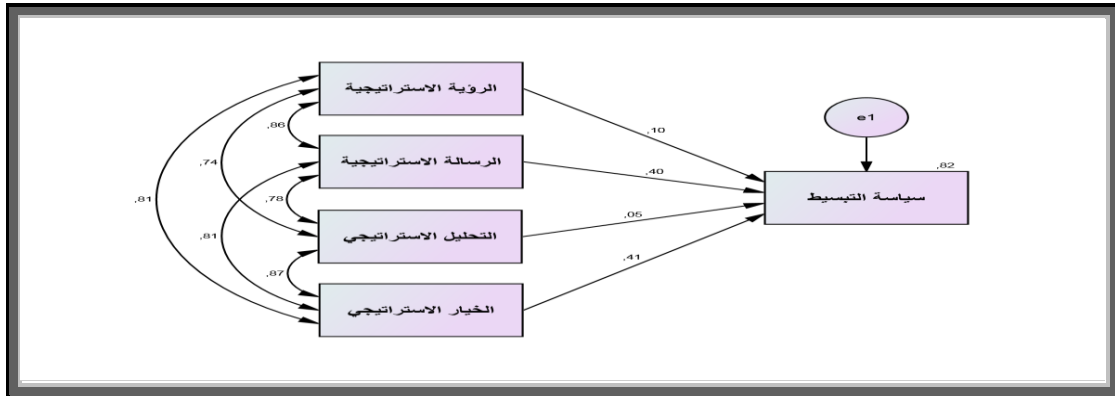 الرؤية الاستراتيجية
الرسالة الاستراتيجية
التحليل الاستراتيجي
الخيار الاستراتيجي
,86
,74
,78
,81
,81
,87
,10
,40
,05
,41
e1
,82
سياسة التبسيط